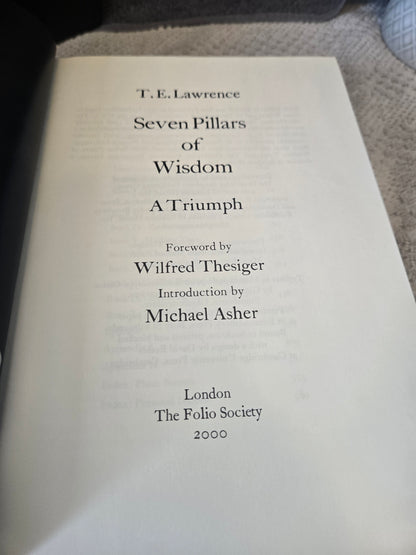 T. E. Lawrence
Seven Pillars
of
Wisdom
A Triumph
Foreword by
Wilfred Thesiger
Introduction by
Michael Asher
London
The Folio Society
2000